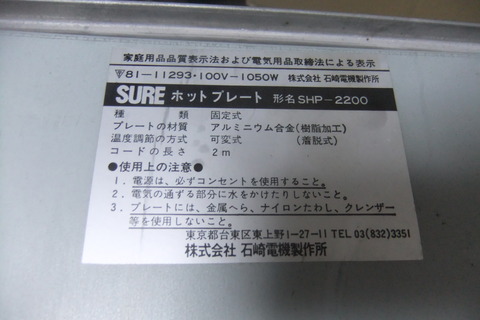 家庭用品品質表示法および電気用品取締法による表示
▽81-11293・100V-1050W 株式会社 石崎電機製作所
SURE ホットプレート 形名SHP-2200
種類 固定式
プレートの材質 アルミニウム合金(樹脂加工)
温度調節の方式 可変式 (着脱式)
コードの長さ 2m
●使用上の注意●
1. 電源は、必ずコンセントを使用すること。
2. 電気の通ずる部分に水をかけたりしないこと。
3. プレートには、金属へら、ナイロンたわし、クレンザー
等を使用しないこと。
東京都台東区東上野1-27-11 TEL 03(832)3351
株式会社 石崎電機製作所